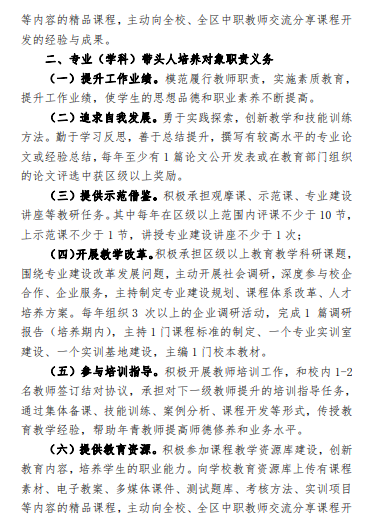 等内容的精品课程，主动向全校、全区中职教师交流分享课程开
发的经验与成果。
二、专业（学科）带头人培养对象职责义务
（一）提升工作业绩。模范履行教师职责，实施素质教育，
提升工作业绩，使学生的思想品德和职业素养不断提高。
（二）追求自我发展。勇于实践探索，创新教学和技能训练
方法。勤于学习反思，善于总结提升，撰写有较高水平的专业论
文或经验总结，每年至少有 1 篇论文公开发表或在教育部门组织
的论文评选中获区级以上奖励。
（三）提供示范借鉴。积极承担观摩课、示范课、专业建设
讲座等教研任务。其中每年在区级以上范围内评课不少于 10 节，
上示范课不少于 1 节，讲授专业建设讲座不少于 1 次；
（四）开展教学改革。积极承担区级以上教育教学科研课题，
围绕专业建设改革发展问题，主动开展社会调研，深度参与校企
合作、企业服务，主持制定专业建设规划、课程体系改革、人才
培养方案。每年组织 3 次以上的企业调研活动，完成 1 篇调研
报告（培养期内），主持 1 门课程标准的制定、一个专业实训室
建设、一个实训基地建设，主编 1 门校本教材。
（五）参与培训指导。积极开展教师培训工作，和校内 1-2
名教师签订结对协议，承担对下一级教师提升的培训指导任务，
通过集体备课、技能训练、案例分析、课程开发等形式，传授教
育教学经验，帮助年青教师提高师德修养和业务水平。
（六）提供教育资源。积极参加课程教学资源库建设，创新
教育内容，培养学生的职业能力。向学校教育资源库上传有课程
素材、电子教案、多媒体课件、测试题库、考核方法、实训项目
等内容的精品课程，主动向全校、全区中职教师交流分享课程开